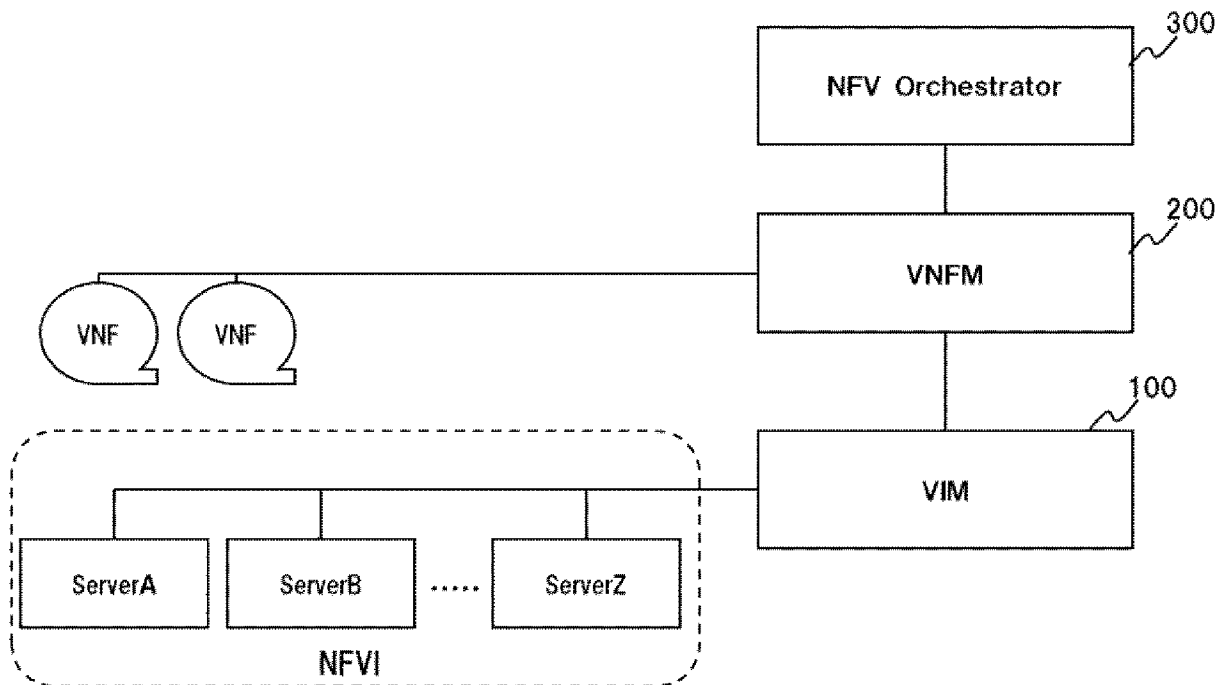 300
NFV Orchestrator
200
VNFM
VNF VNF
100
VIM
ServerA ServerB ..... ServerZ
NFVI